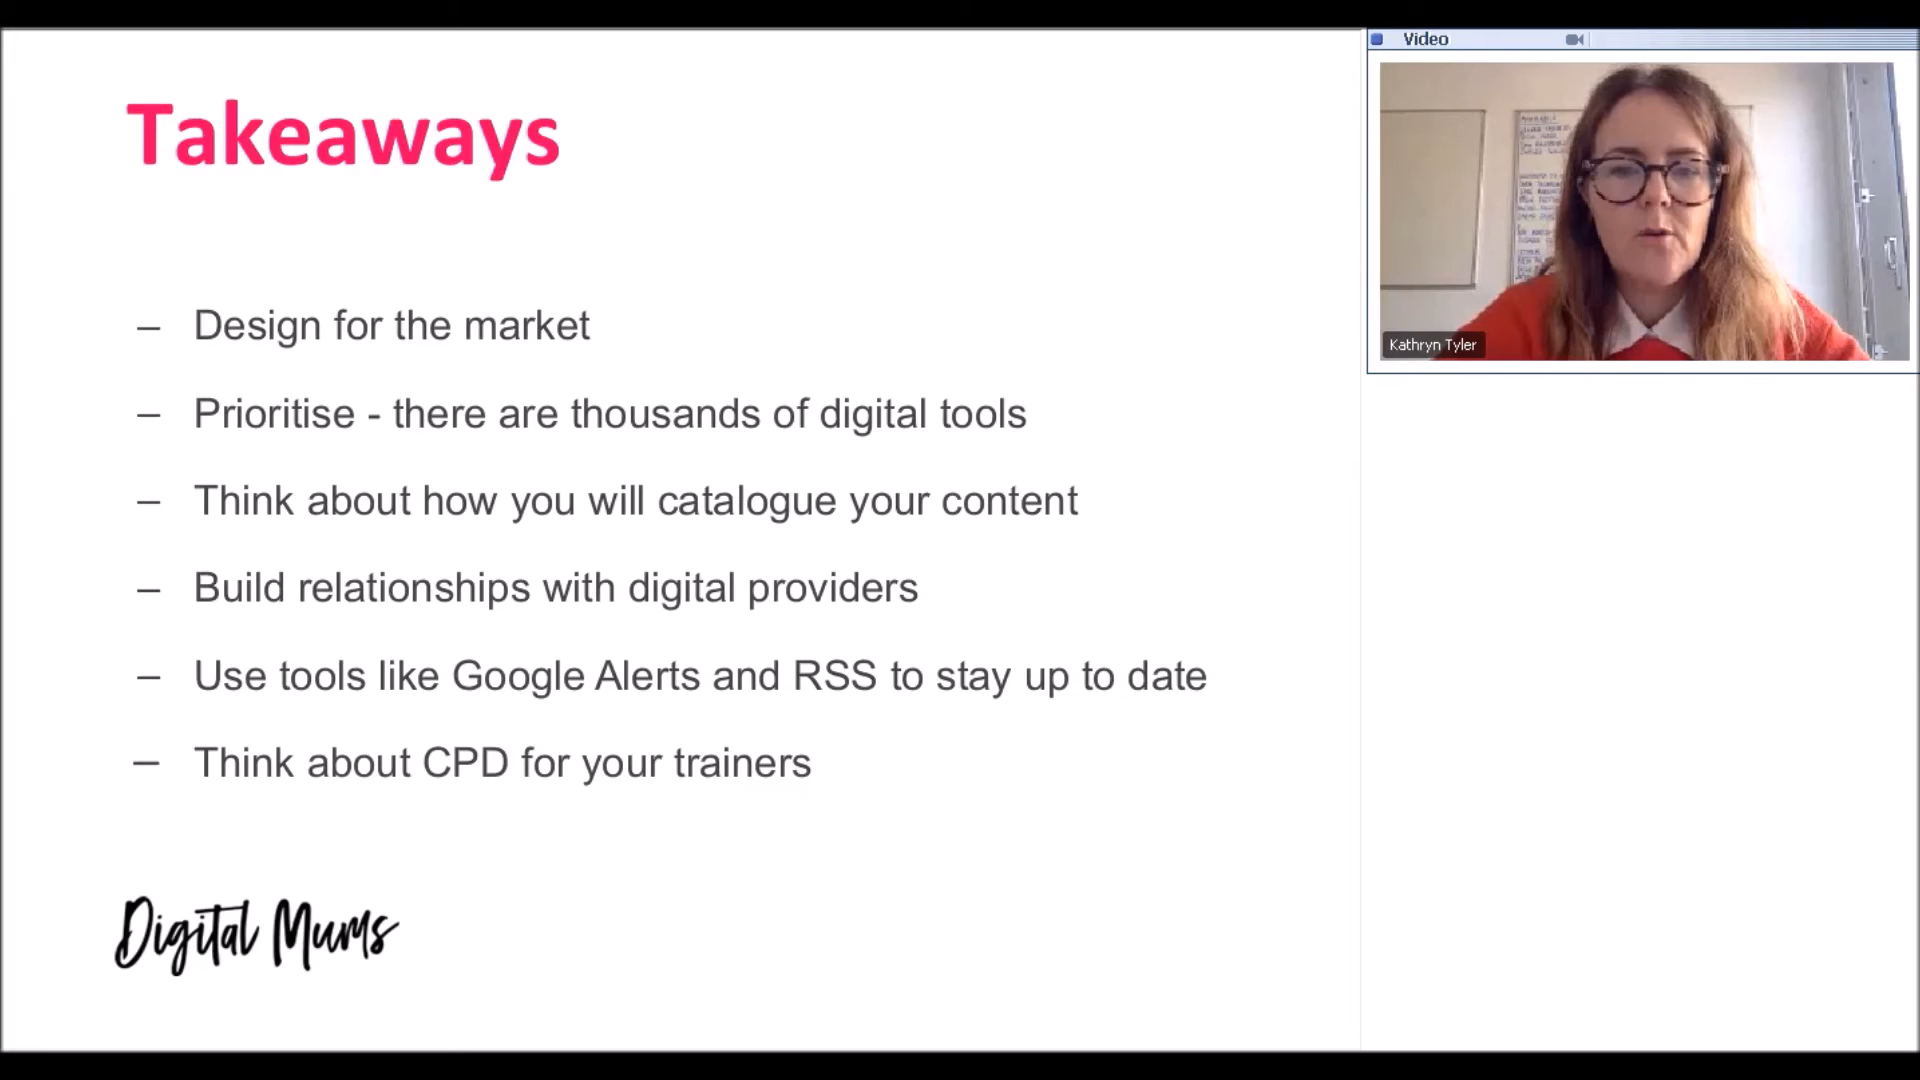 Takeaways
– Design for the market
– Prioritise - there are thousands of digital tools
– Think about how you will catalogue your content
– Build relationships with digital providers
– Use tools like Google Alerts and RSS to stay up to date
– Think about CPD for your trainers
Digital Mums
Video
Kathryn Tyler